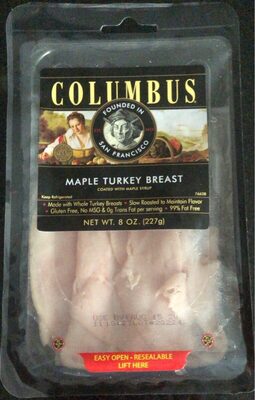 COLUMBUS
FOUNDED IN
SAN FRANCISCO
MAPLE TURKEY BREAST
COATED WITH MAPLE SYRUP
Keep Refrigerated
• Made with Whole Turkey Breasts • Slow Roasted to Maintain Flavor
• Gluten Free, No MSG & 0g Trans Fat per serving • 99% Fat Free
NET WT. 8 OZ. (227g)
USE BY
EASY OPEN - RESEALABLE
LIFT HERE